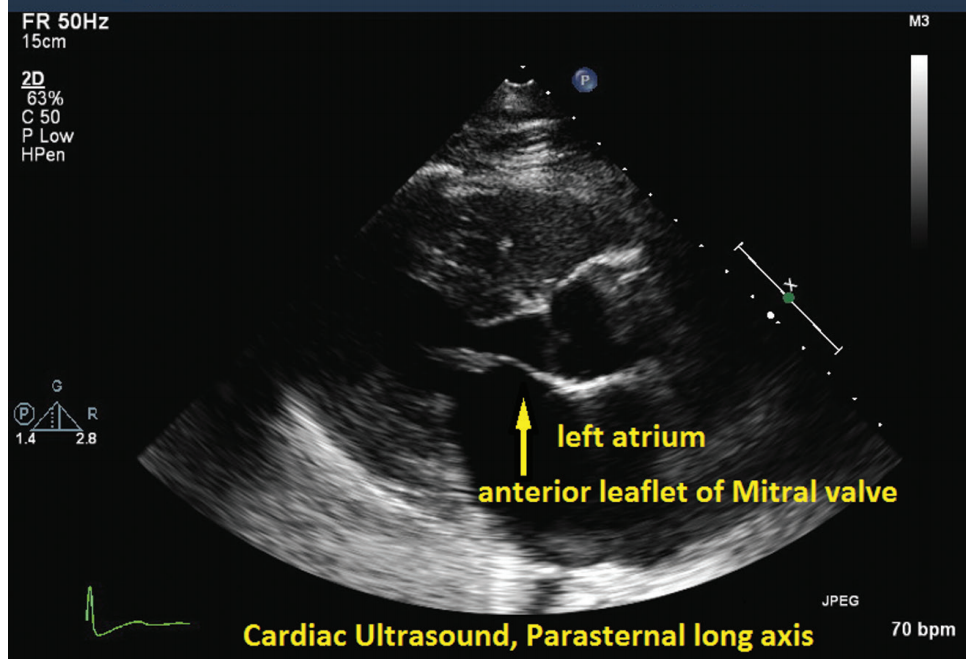 FR 50Hz
15cm
M3
P
2D
63%
C 50
P Low
HPen
X
G
P R
1.4 2.8
left atrium
anterior leaflet of Mitral valve
JPEG
Cardiac Ultrasound, Parasternal long axis
70 bpm